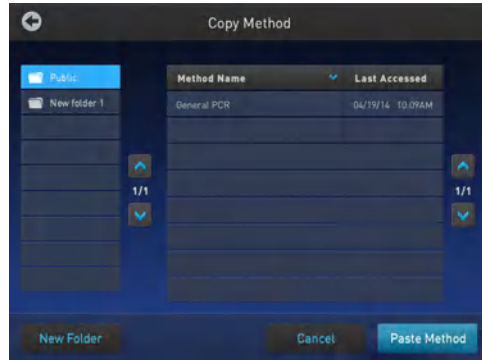 Copy Method
Public
New folder 1
1/1
Method Name Last Accessed
General PCR 04/19/14 10:09AM
1/1
New Folder Cancel Paste Method